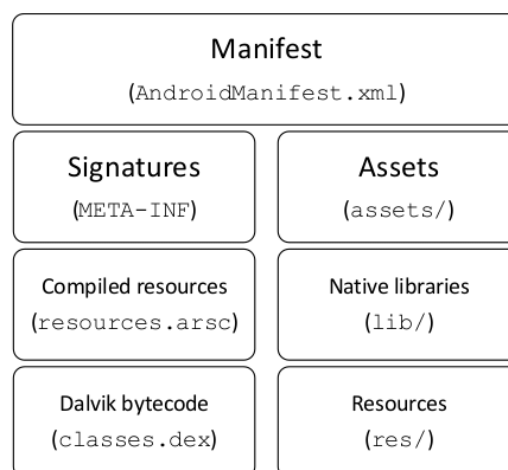 Manifest
(AndroidManifest.xml)
Signatures
(META-INF)
Assets
(assets/)
Compiled resources
(resources.arsc)
Native libraries
(lib/)
Dalvik bytecode
(classes.dex)
Resources
(res/)